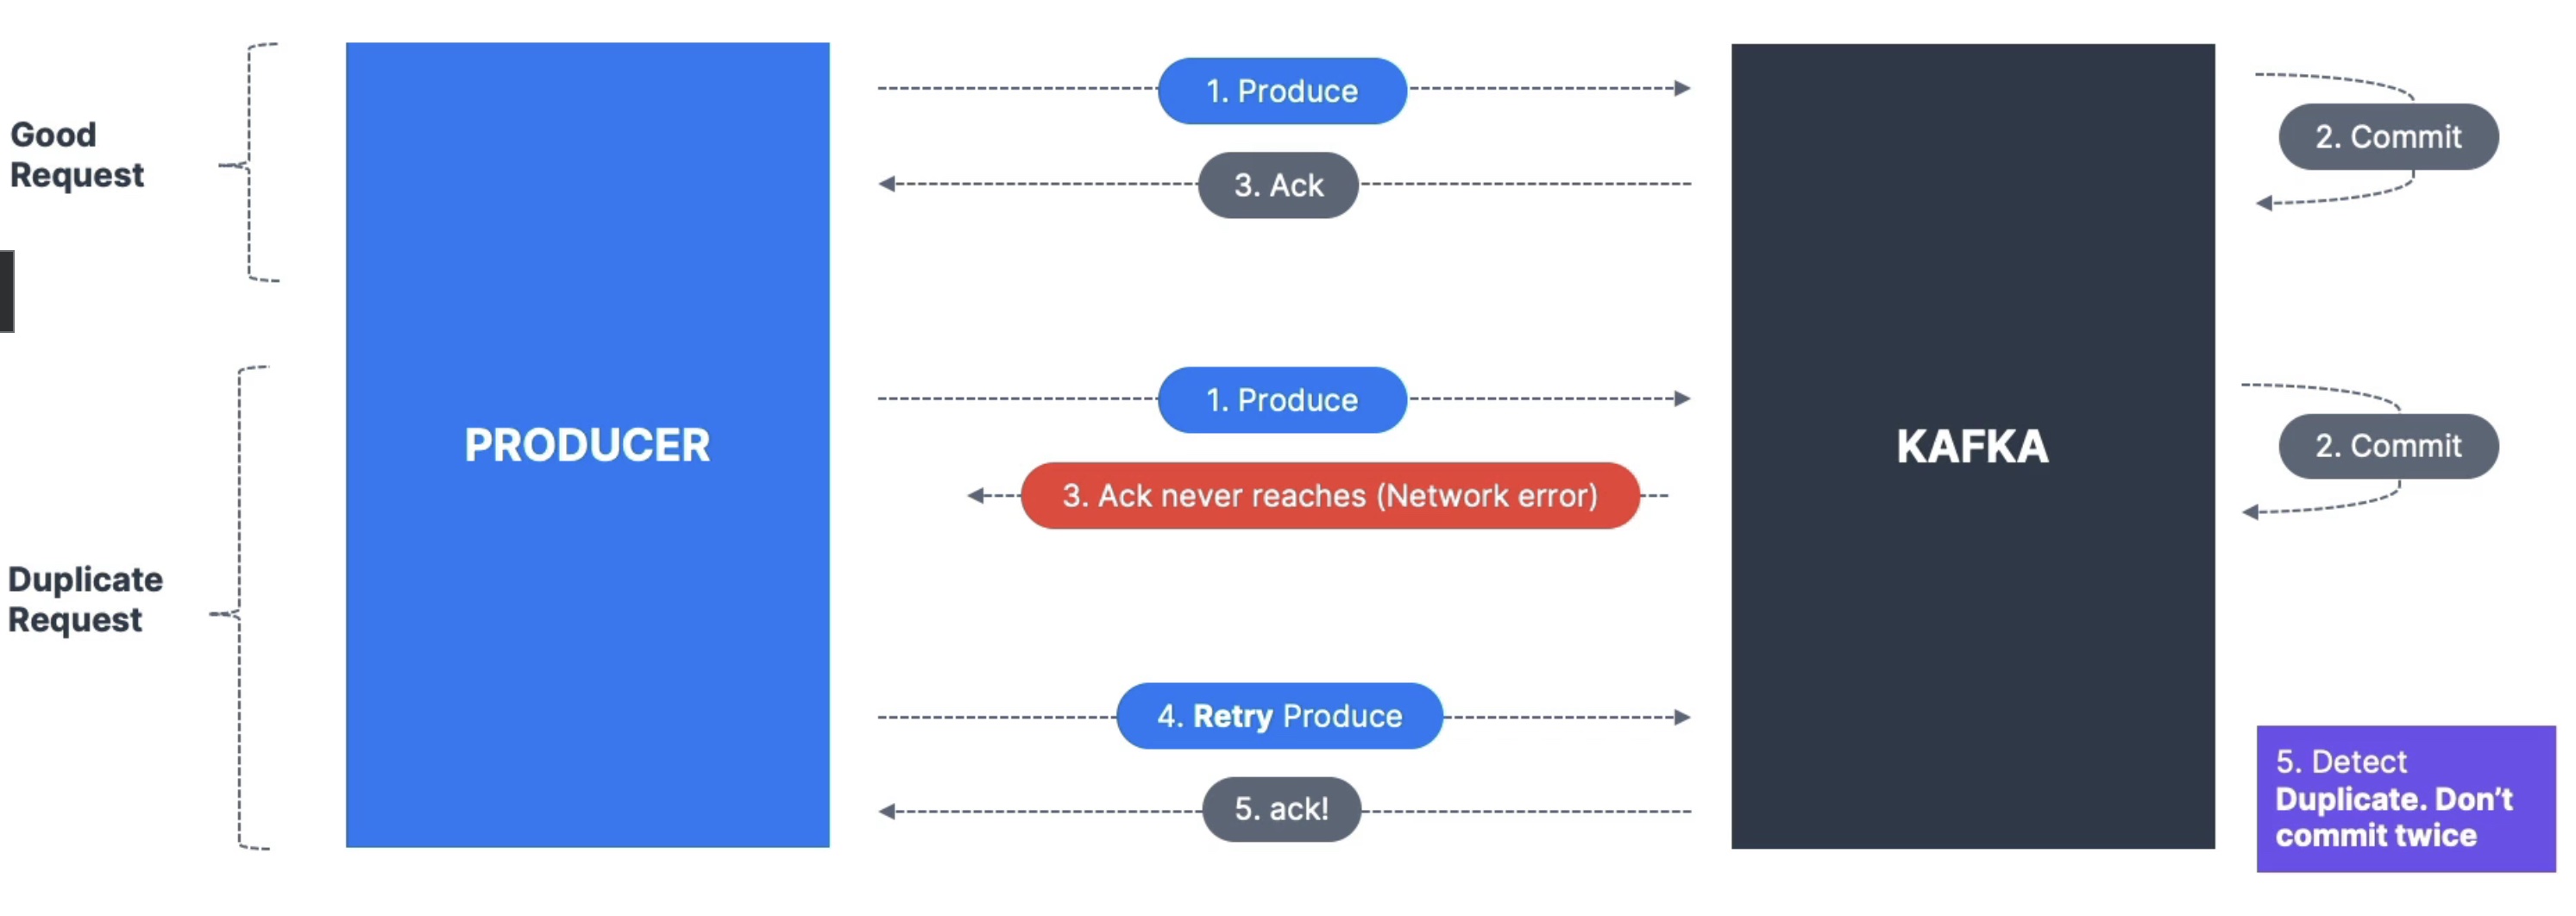 Good
Request
1. Produce
2. Commit
3. Ack
PRODUCER
KAFKA
Duplicate
Request
1. Produce
2. Commit
3. Ack never reaches (Network error)
4. Retry Produce
5. ack!
5. Detect
Duplicate. Don’t
commit twice